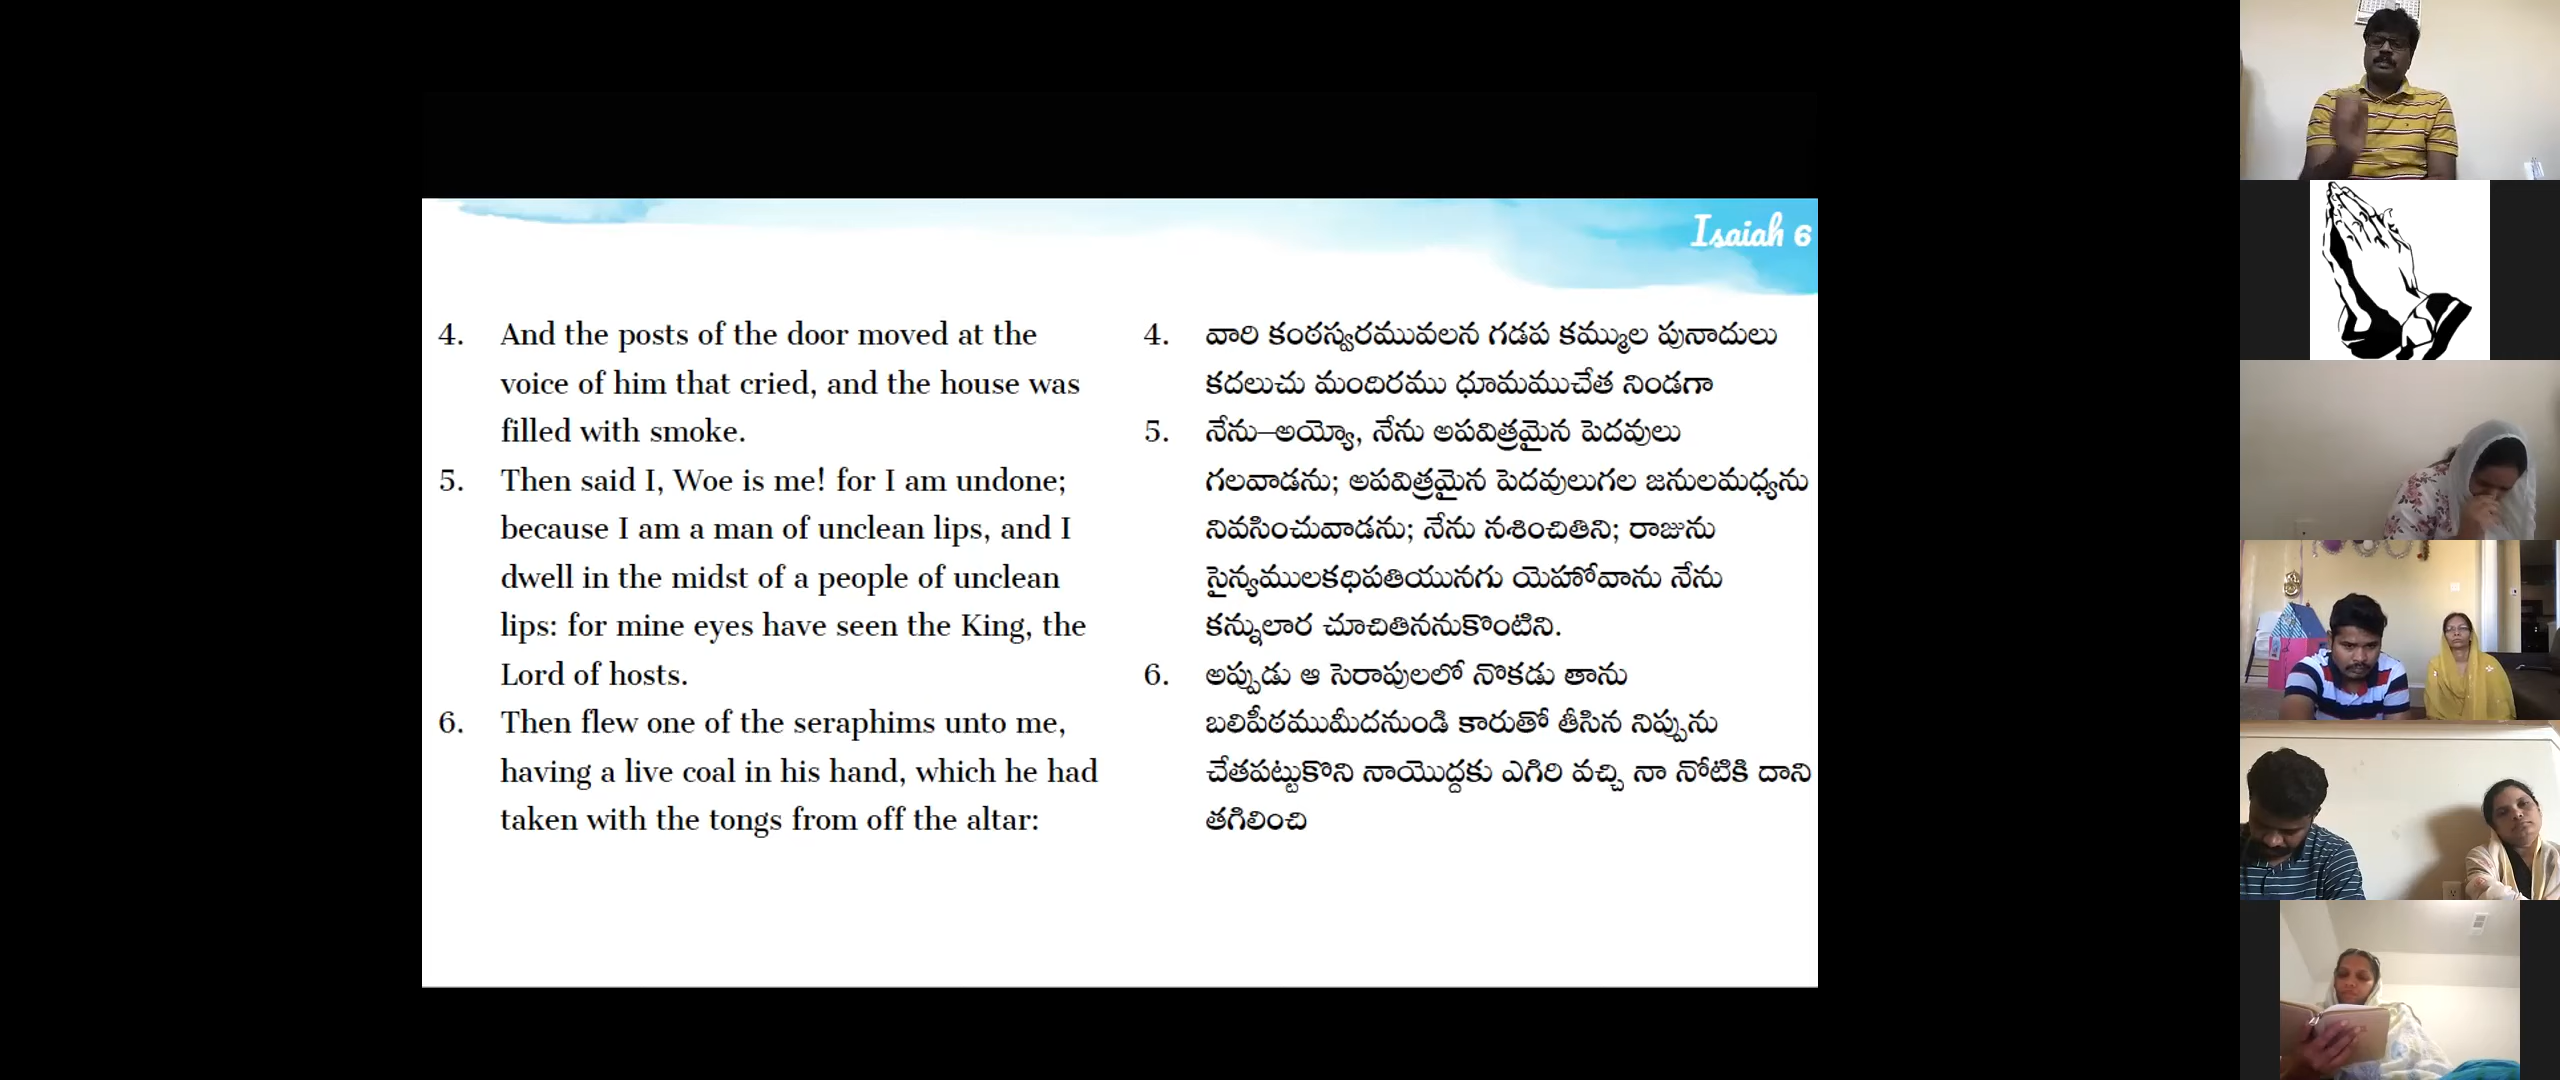 Isaiah 6
4. And the posts of the door moved at the
voice of him that cried, and the house was
filled with smoke.
5. Then said I, Woe is me! for I am undone;
because I am a man of unclean lips, and I
dwell in the midst of a people of unclean
lips: for mine eyes have seen the King, the
Lord of hosts.
6. Then flew one of the seraphims unto me,
having a live coal in his hand, which he had
taken with the tongs from off the altar:
4. వారి కంఠస్వరమువలన గడప కమ్ముల పునాదులు
కదలుచు మందిరము ధూమముచేత నిండగా
5. నేను–అయ్యో, నేను అపవిత్రమైన పెదవులు
గలవాడను; అపవిత్రమైన పెదవులుగల జనులమధ్యను
నివసించువాడను; నేను నశించితిని; రాజును
సైన్యములకధిపతియునగు యెహోవాను నేను
కన్నులార చూచితిననుకొంటిని.
6. అప్పుడు ఆ సెరాపులలో నొకడు తాను
బలిపీఠముమీదనుండి కారుతో తీసిన నిప్పును
చేతపట్టుకొని నాయొద్దకు ఎగిరి వచ్చి నా నోటికి దాని
తగిలించి